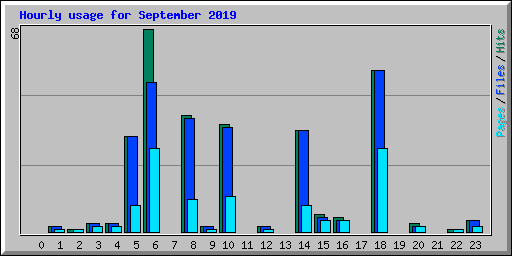 Hourly usage for September 2019
68
Pages/Files/Hits
0 1 2 3 4 5 6 7 8 9 10 11 12 13 14 15 16 17 18 19 20 21 22 23